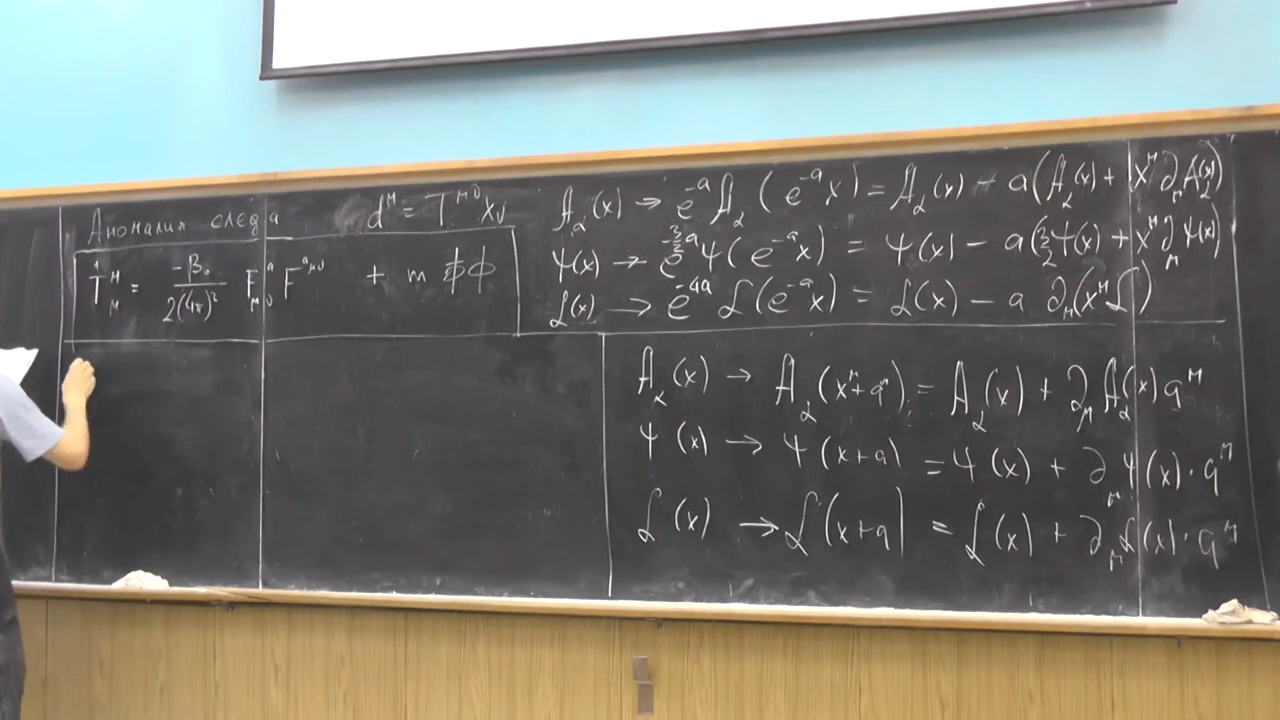 Аномалия следа
d^μ = T^{μν} x_ν
T̂^μ_μ = -β₀ / 2(4π)² F^a_{μν} F^{aμν} + m ψ̄ψ
A_α(x) → e^{-a} A_α(e^{-a}x) = A_α(x) - a(A_α(x) + x^μ ∂_μ A_α(x))
ψ(x) → e^{-3/2 a} ψ(e^{-a}x) = ψ(x) - a(3/2 ψ(x) + x^μ ∂_μ ψ(x))
ℒ(x) → e^{-4a} ℒ(e^{-a}x) = ℒ(x) - a ∂_μ(x^μ ℒ)
A_α(x) → A_α(x^μ + a^μ) = A_α(x) + ∂_μ A_α(x) a^μ
ψ(x) → ψ(x+a) = ψ(x) + ∂_μ ψ(x) · a^μ
ℒ(x) → ℒ(x+a) = ℒ(x) + ∂_μ ℒ(x) · a^μ